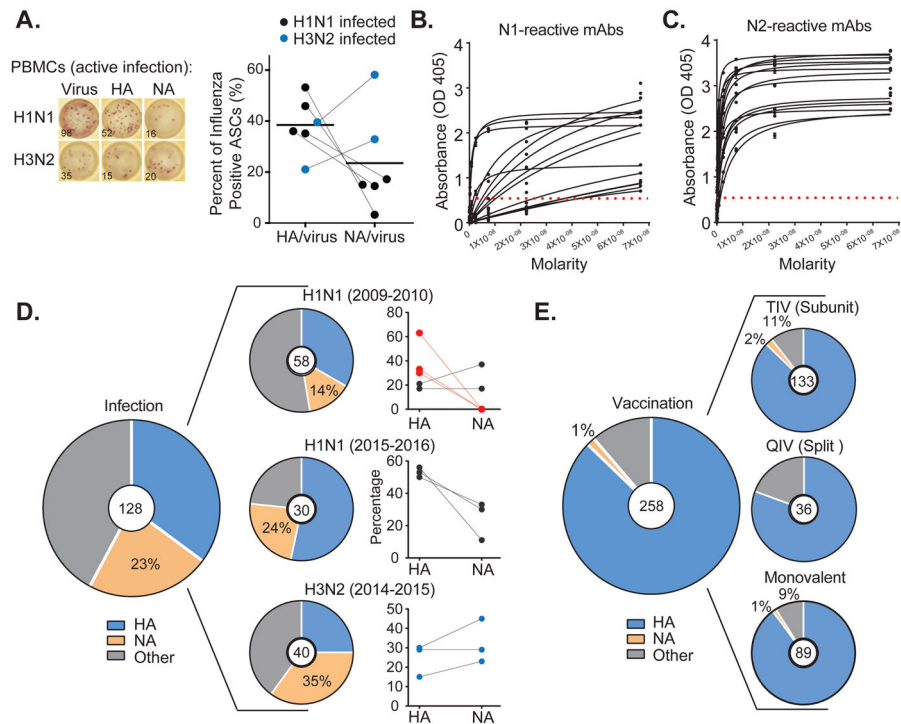 A.
H1N1 infected
H3N2 infected
PBMCs (active infection):
Virus HA NA
H1N1
98 52 16
H3N2
35 15 20
Percent of Influenza
Positive ASCs (%)
60
40
20
0
HA/virus NA/virus
B.
N1-reactive mAbs
Absorbance (OD 405)
4
3
2
1
0
0 1X10-08 2X10-08 3X10-08 4X10-08 5X10-08 6X10-08 7X10-08
Molarity
C.
N2-reactive mAbs
Absorbance (OD 405)
4
3
2
1
0
0 1X10-08 2X10-08 3X10-08 4X10-08 5X10-08 6X10-08 7X10-08
Molarity
D.
Infection
128
23%
HA
NA
Other
H1N1 (2009-2010)
58
14%
80
60
40
20
0
HA NA
H1N1 (2015-2016)
30
24%
Percentage
60
40
20
0
HA NA
H3N2 (2014-2015)
40
35%
50
40
30
20
10
0
HA NA
E.
Vaccination
1%
258
HA
NA
Other
TIV (Subunit)
11%
2%
133
QIV (Split )
36
Monovalent
9%
1%
89